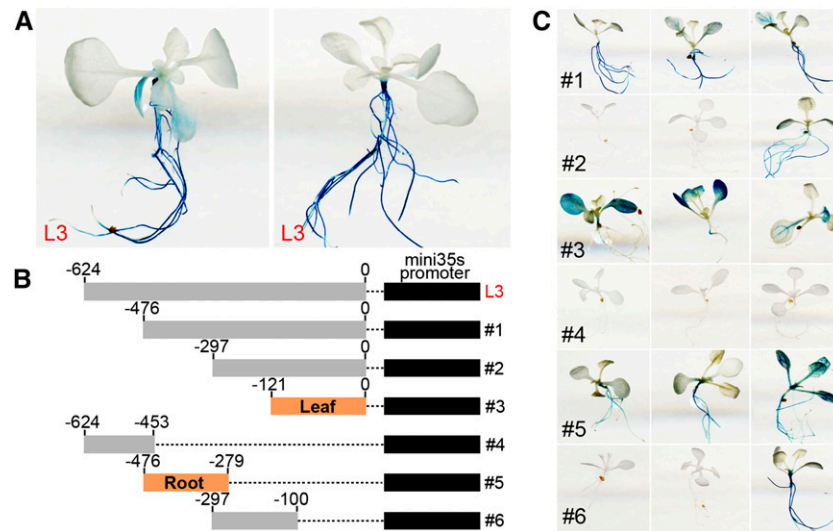 A
L3
L3
B
mini35s
promoter
-624 0
L3
-476 0
#1
-297 0
#2
-121 0
Leaf
#3
-624 -453
#4
-476 -279
Root
#5
-297 -100
#6
C
#1
#2
#3
#4
#5
#6